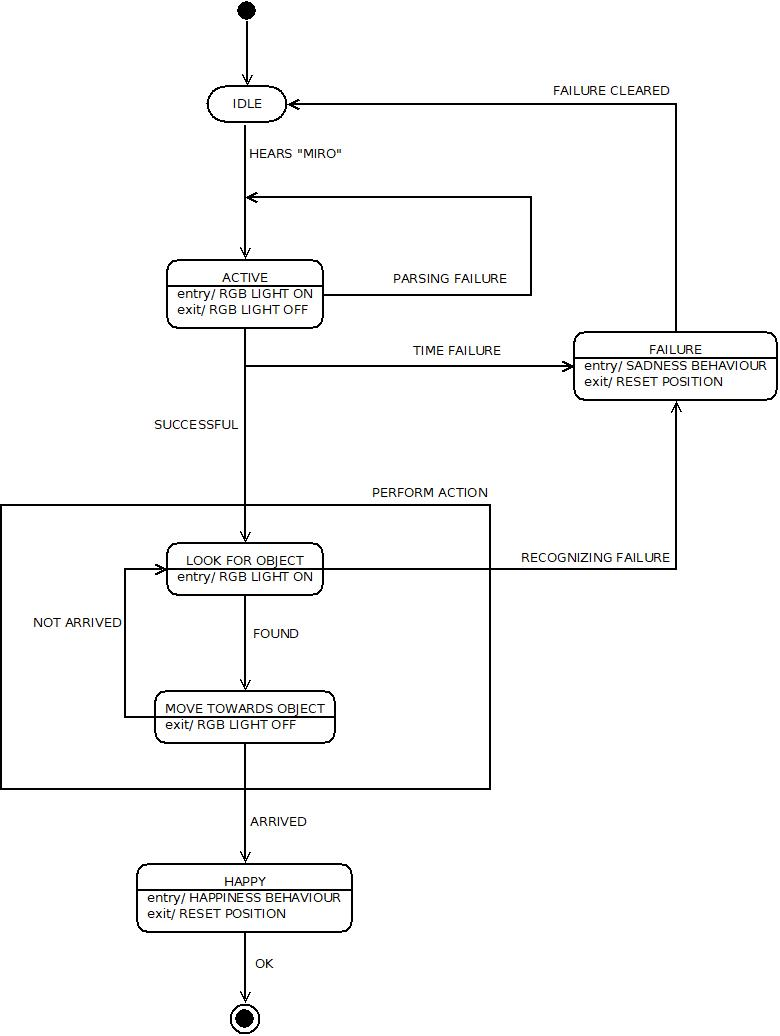 IDLE
FAILURE CLEARED
HEARS "MIRO"
ACTIVE
entry/ RGB LIGHT ON
exit/ RGB LIGHT OFF
PARSING FAILURE
TIME FAILURE
FAILURE
entry/ SADNESS BEHAVIOUR
exit/ RESET POSITION
SUCCESSFUL
PERFORM ACTION
LOOK FOR OBJECT
entry/ RGB LIGHT ON
RECOGNIZING FAILURE
NOT ARRIVED
FOUND
MOVE TOWARDS OBJECT
exit/ RGB LIGHT OFF
ARRIVED
HAPPY
entry/ HAPPINESS BEHAVIOUR
exit/ RESET POSITION
OK